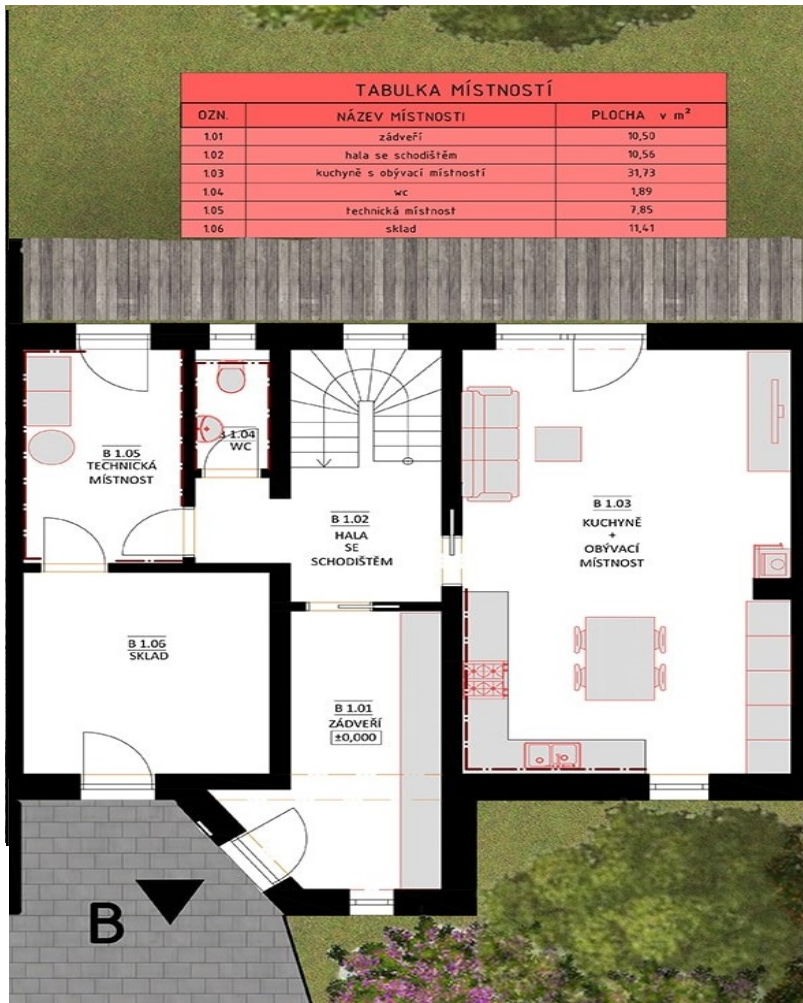 TABULKA MÍSTNOSTÍ
OZN. NÁZEV MÍSTNOSTI PLOCHA v m²
1.01 zádveří 10,50
1.02 hala se schodištěm 10,56
1.03 kuchyně s obývací místností 31,73
1.04 wc 1,89
1.05 technická místnost 7,85
1.06 sklad 11,41
B 1.05
TECHNICKÁ
MÍSTNOST
B 1.04
WC
B 1.02
HALA
SE
SCHODIŠTĚM
B 1.03
KUCHYNĚ
+
OBÝVACÍ
MÍSTNOST
B 1.06
SKLAD
B 1.01
ZÁDVEŘÍ
±0,000
B